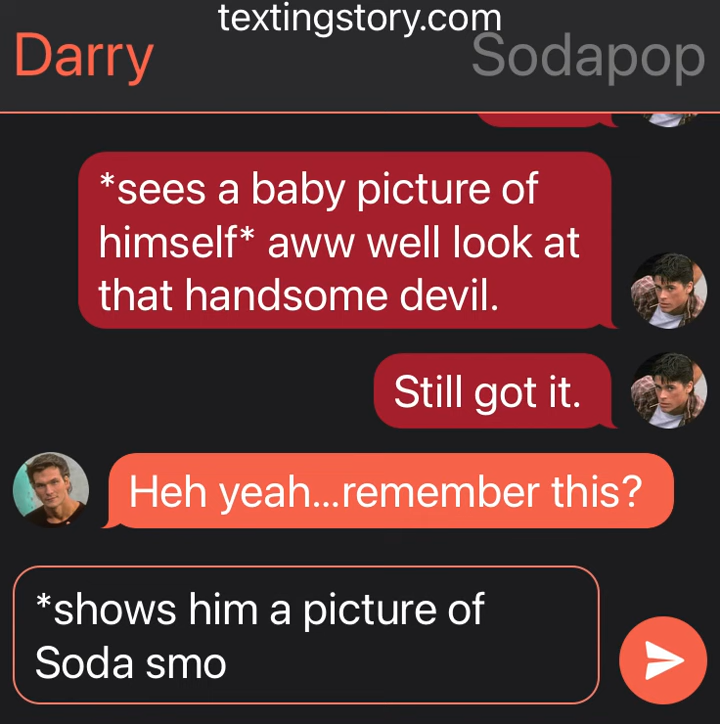 textingstory.com
Darry
Sodapop
*sees a baby picture of
himself* aww well look at
that handsome devil.
Still got it.
Heh yeah...remember this?
*shows him a picture of
Soda smo